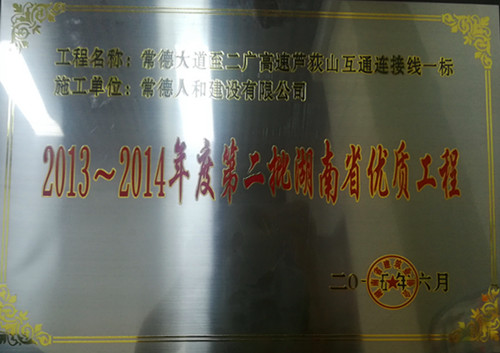 工程名称：常德大道至二广高速芦荻山互通连接线一标
施工单位：常德人和建设有限公司
2013～2014年度第二批湖南省优质工程
二〇一五年六月